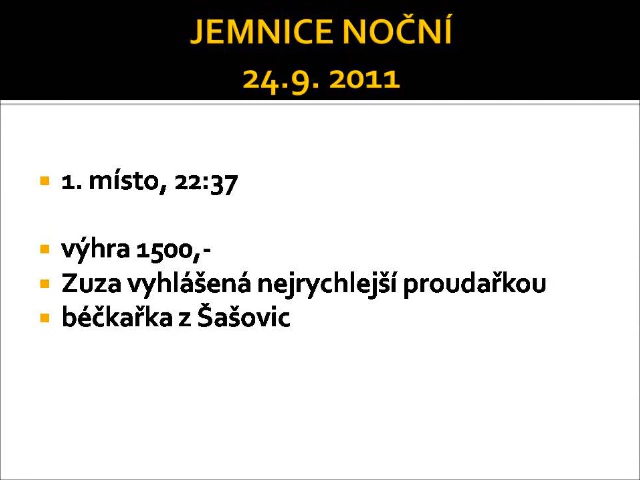 JEMNICE NOČNÍ
24.9. 2011
1. místo, 22:37
výhra 1500,-
Zuza vyhlášená nejrychlejší proudařkou
béčkařka z Šašovic